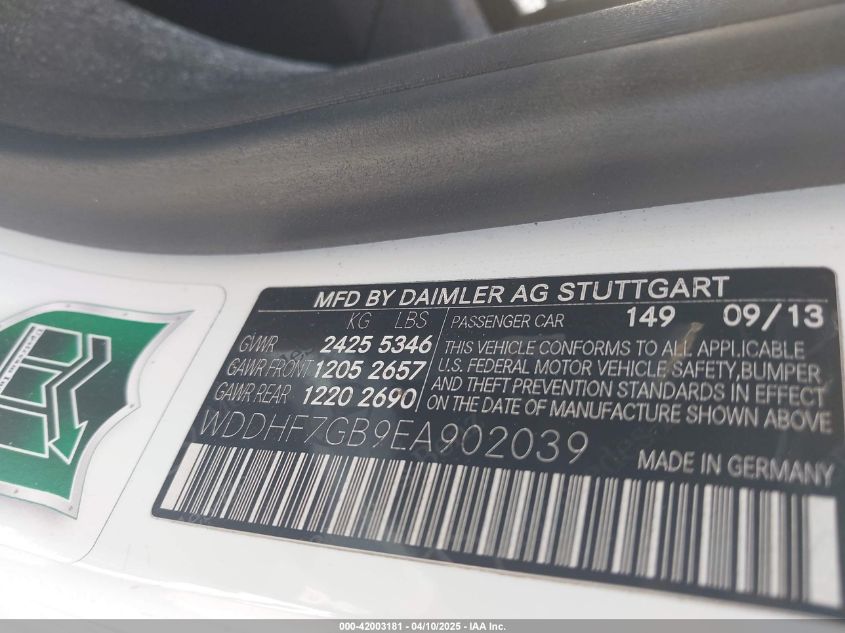 MFD BY DAIMLER AG STUTTGART
KG LBS
GVWR 2425 5346
GAWR FRONT 1205 2657
GAWR REAR 1220 2690
PASSENGER CAR 149 09/13
THIS VEHICLE CONFORMS TO ALL APPLICABLE
U.S. FEDERAL MOTOR VEHICLE SAFETY, BUMPER,
AND THEFT PREVENTION STANDARDS IN EFFECT
ON THE DATE OF MANUFACTURE SHOWN ABOVE
WDDHF7GB9EA902039
MADE IN GERMANY
000-42003181 - 04/10/2025 - IAA Inc.